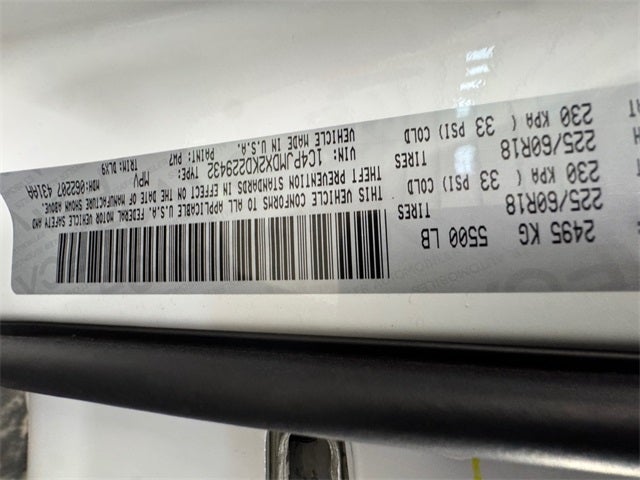 2495 KG 5500 LB
225/60R18 TIRES
230 KPA ( 33 PSI) COLD
225/60R18 TIRES
230 KPA ( 33 PSI) COLD
THIS VEHICLE CONFORMS TO ALL APPLICABLE U.S.A. FEDERAL MOTOR VEHICLE SAFETY AND
THEFT PREVENTION STANDARDS IN EFFECT ON THE DATE OF MANUFACTURE SHOWN ABOVE
VIN: 1C4PJMDX2KD229432 TYPE: MPV MDH: 062207 431AA
VEHICLE MADE IN U.S.A. PAINT: PW7 TRIM: DLX9